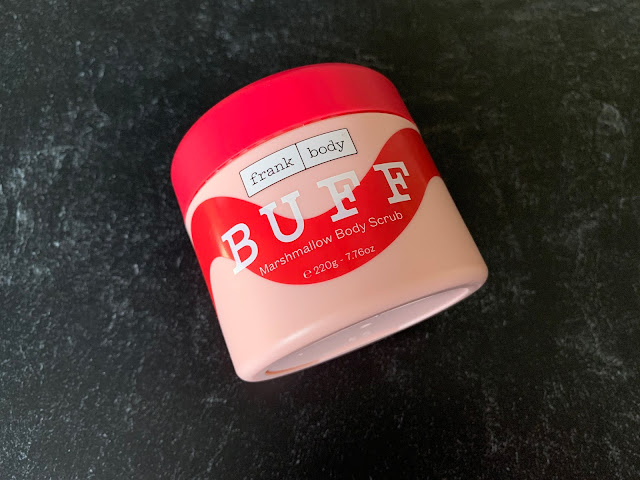 frank body
BUFF
Marshmallow Body Scrub
℮ 220g - 7.76oz